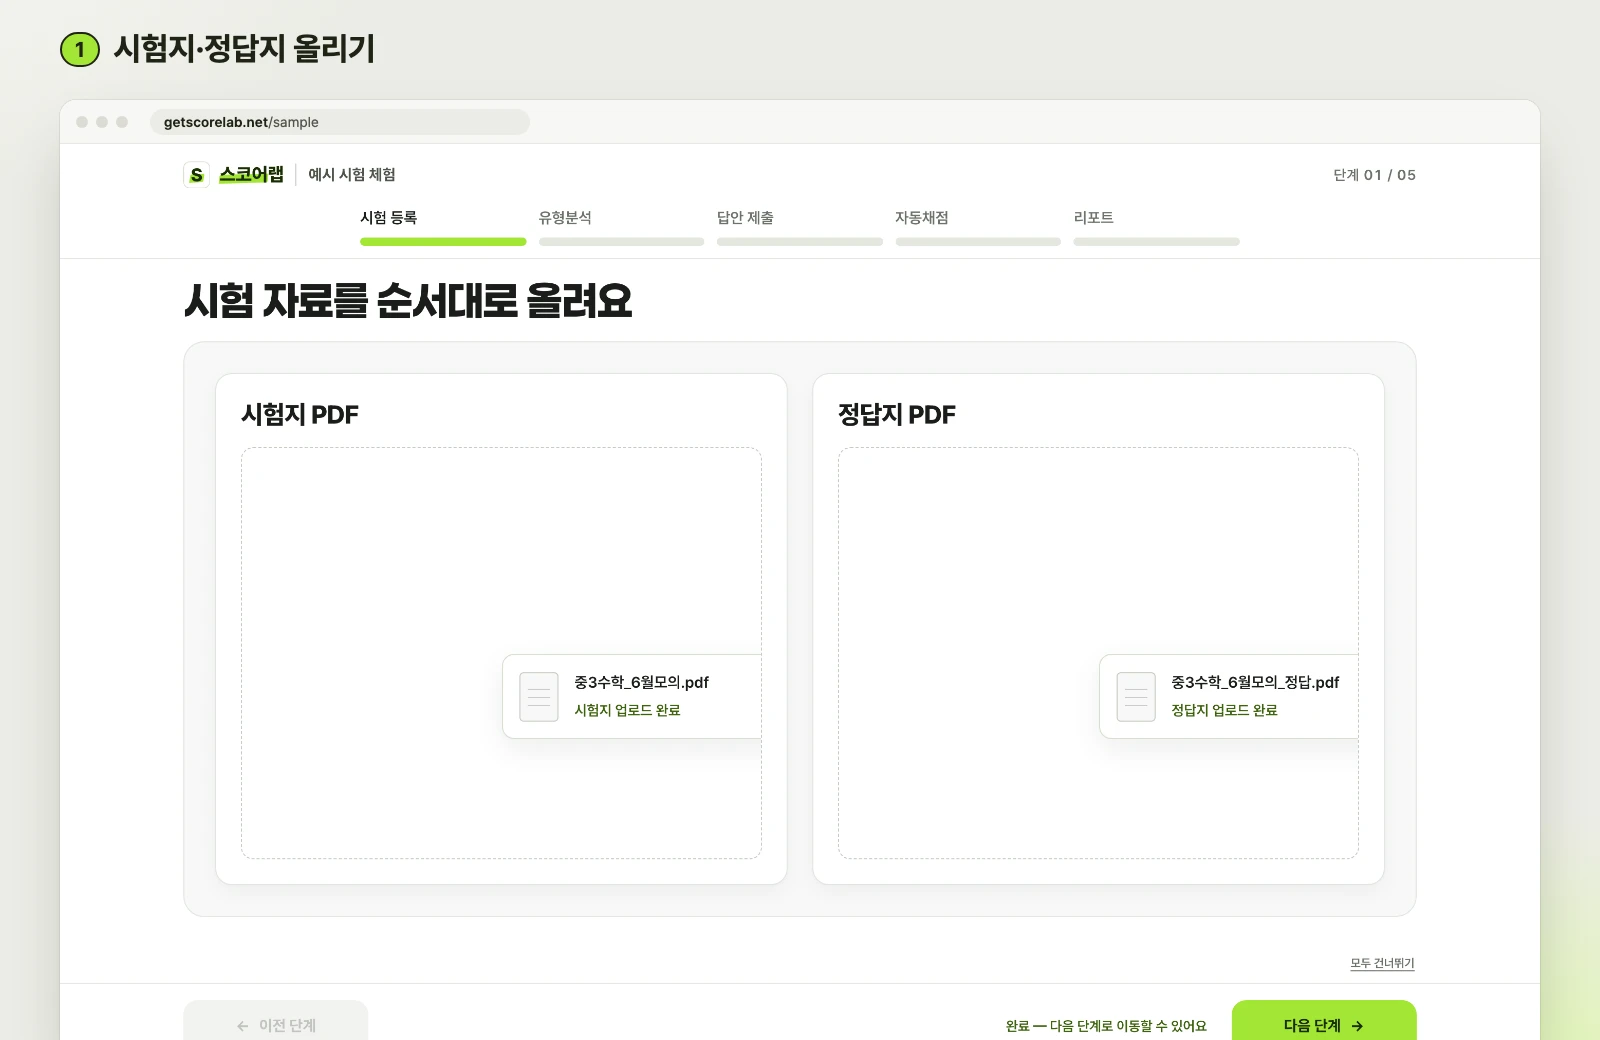 1 시험지·정답지 올리기
getscorelab.net/sample
S 스코어랩 예시 시험 체험
단계 01 / 05
시험 등록 유형분석 답안 제출 자동채점 리포트
시험 자료를 순서대로 올려요
시험지 PDF
중3수학_6월모의.pdf
시험지 업로드 완료
정답지 PDF
중3수학_6월모의_정답.pdf
정답지 업로드 완료
모두 건너뛰기
← 이전 단계
완료 — 다음 단계로 이동할 수 있어요
다음 단계 →